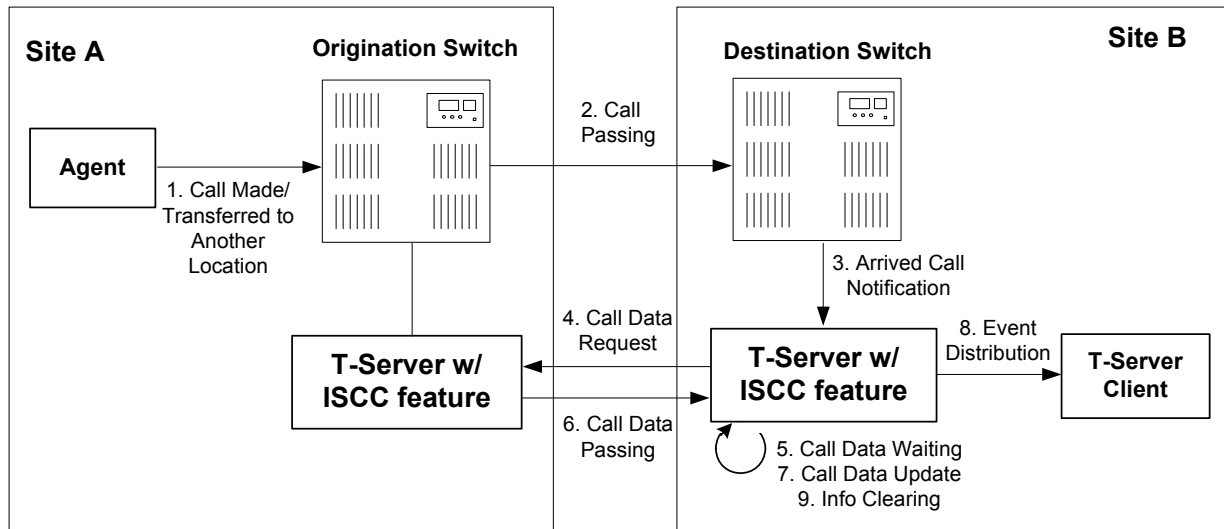 Site A
Origination Switch
Agent
1. Call Made/
Transferred to
Another
Location
2. Call
Passing
Site B
Destination Switch
3. Arrived Call
Notification
4. Call Data
Request
T-Server w/
ISCC feature
6. Call Data
Passing
T-Server w/
ISCC feature
8. Event
Distribution
T-Server
Client
5. Call Data Waiting
7. Call Data Update
9. Info Clearing